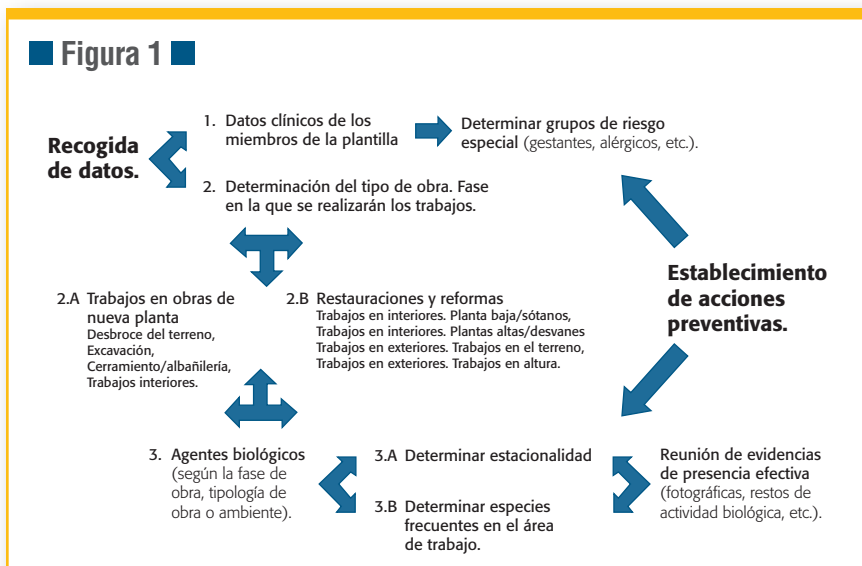 Figura 1
Recogida
de datos.
1. Datos clínicos de los
miembros de la plantilla
Determinar grupos de riesgo
especial (gestantes, alérgicos, etc.).
2. Determinación del tipo de obra. Fase
en la que se realizarán los trabajos.
Establecimiento
de acciones
preventivas.
2.A Trabajos en obras de
nueva planta
Desbroce del terreno,
Excavación,
Cerramiento/albañilería,
Trabajos interiores.
2.B Restauraciones y reformas
Trabajos en interiores. Planta baja/sótanos,
Trabajos en interiores. Plantas altas/desvanes
Trabajos en exteriores. Trabajos en el terreno,
Trabajos en exteriores. Trabajos en altura.
3. Agentes biológicos
(según la fase de
obra, tipología de
obra o ambiente).
3.A Determinar estacionalidad
3.B Determinar especies
frecuentes en el área
de trabajo.
Reunión de evidencias
de presencia efectiva
(fotográficas, restos de
actividad biológica, etc.).